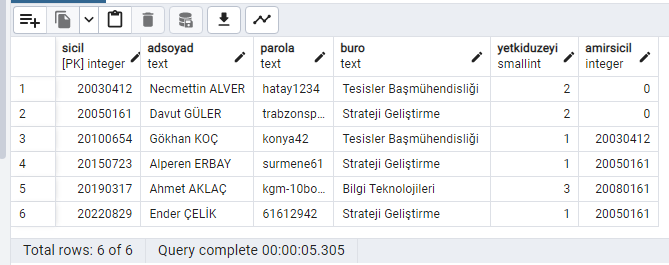 sicil adsoyad parola buro yetkiduzeyi amirsicil
[PK] integer text text text smallint integer
1 20030412 Necmettin ALVER hatay1234 Tesisler Başmühendisliği 2 0
2 20050161 Davut GÜLER trabzonsp... Strateji Geliştirme 2 0
3 20100654 Gökhan KOÇ konya42 Tesisler Başmühendisliği 1 20030412
4 20150723 Alperen ERBAY surmene61 Strateji Geliştirme 1 20050161
5 20190317 Ahmet AKLAÇ kgm-10bo... Bilgi Teknolojileri 3 20080161
6 20220829 Ender ÇELİK 61612942 Strateji Geliştirme 1 20050161
Total rows: 6 of 6 Query complete 00:00:05.305